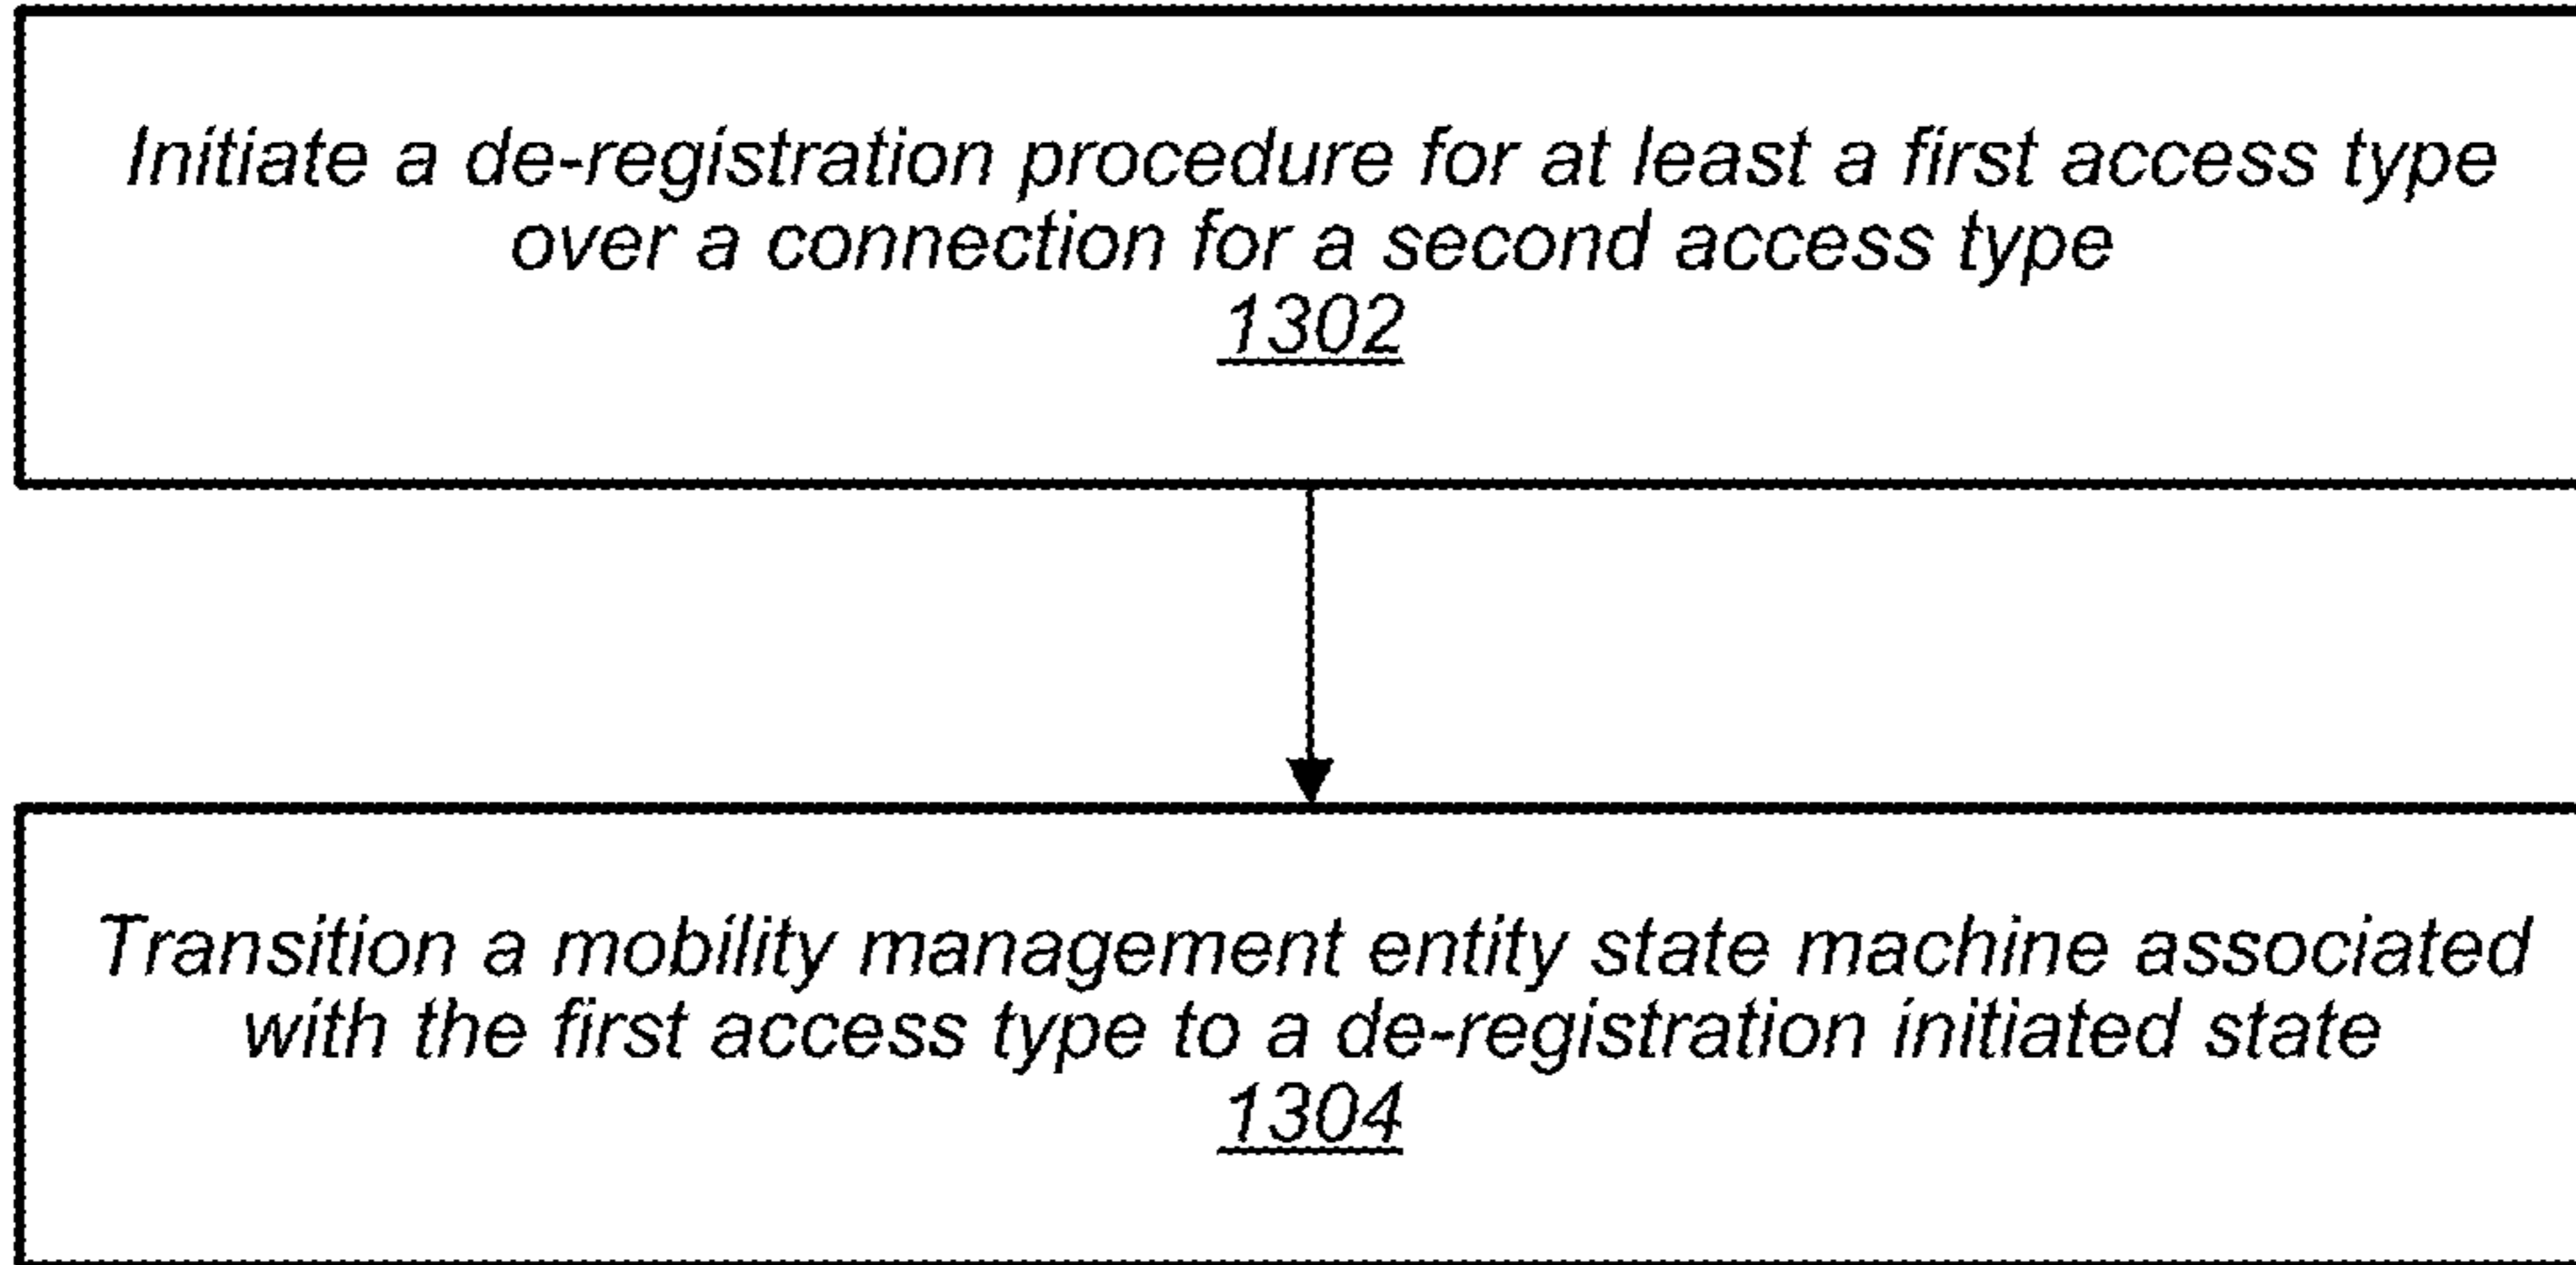 Initiate a de-registration procedure for at least a first access type
over a connection for a second access type
1302
Transition a mobility management entity state machine associated
with the first access type to a de-registration initiated state
1304